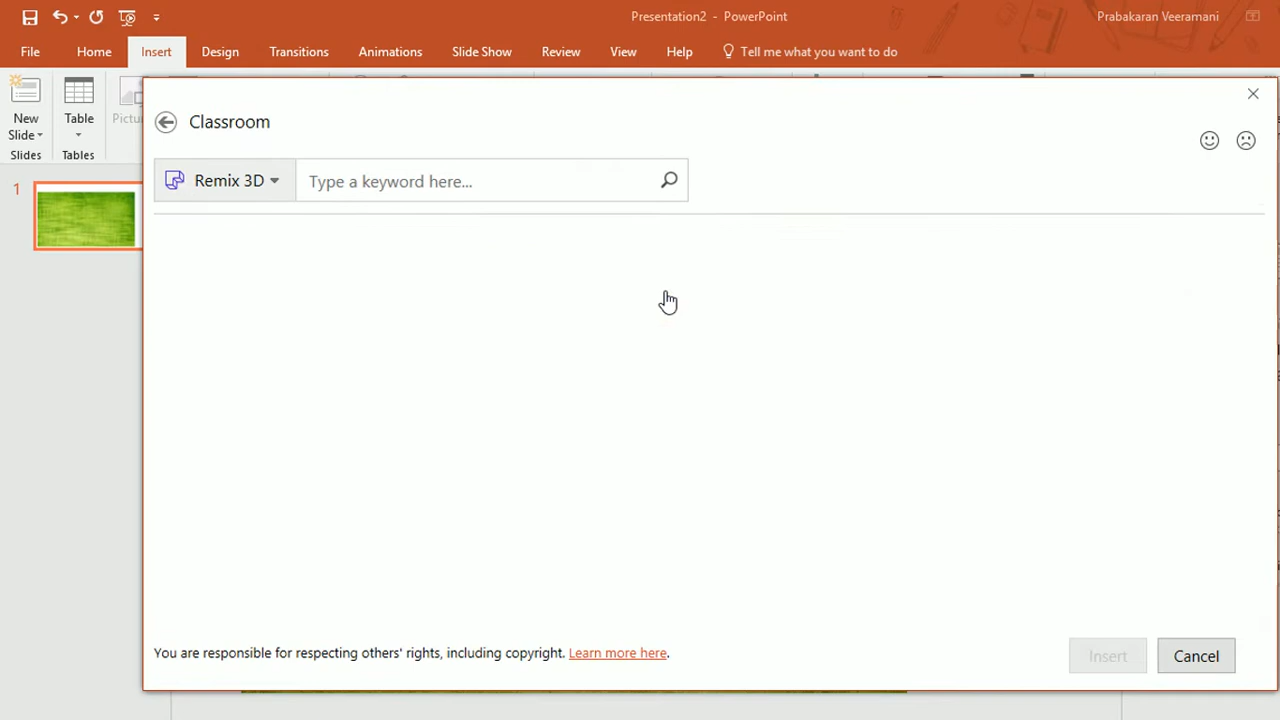 Presentation2 - PowerPoint
Prabakaran Veeramani
File Home Insert Design Transitions Animations Slide Show Review View Help Tell me what you want to do
New Slide
Table
Slides
Tables
Classroom
Remix 3D
Type a keyword here...
1
You are responsible for respecting others' rights, including copyright. Learn more here.
Insert
Cancel